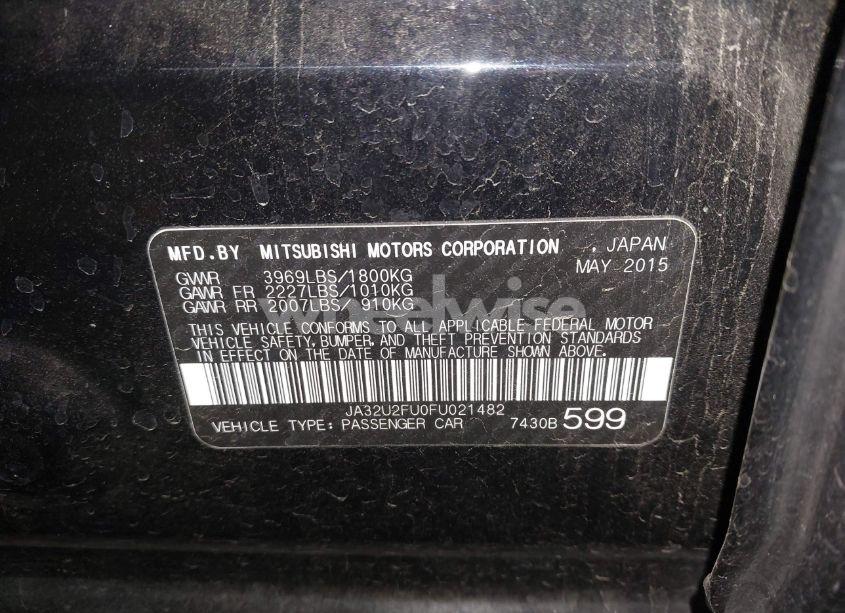 MFD.BY MITSUBISHI MOTORS CORPORATION , JAPAN
MAY 2015
GVWR 3969LBS/1800KG
GAWR FR 2227LBS/1010KG
GAWR RR 2007LBS/ 910KG
wheelwise
THIS VEHICLE CONFORMS TO ALL APPLICABLE FEDERAL MOTOR
VEHICLE SAFETY, BUMPER, AND THEFT PREVENTION STANDARDS
IN EFFECT ON THE DATE OF MANUFACTURE SHOWN ABOVE.
JA32U2FU0FU021482
VEHICLE TYPE: PASSENGER CAR 7430B 599